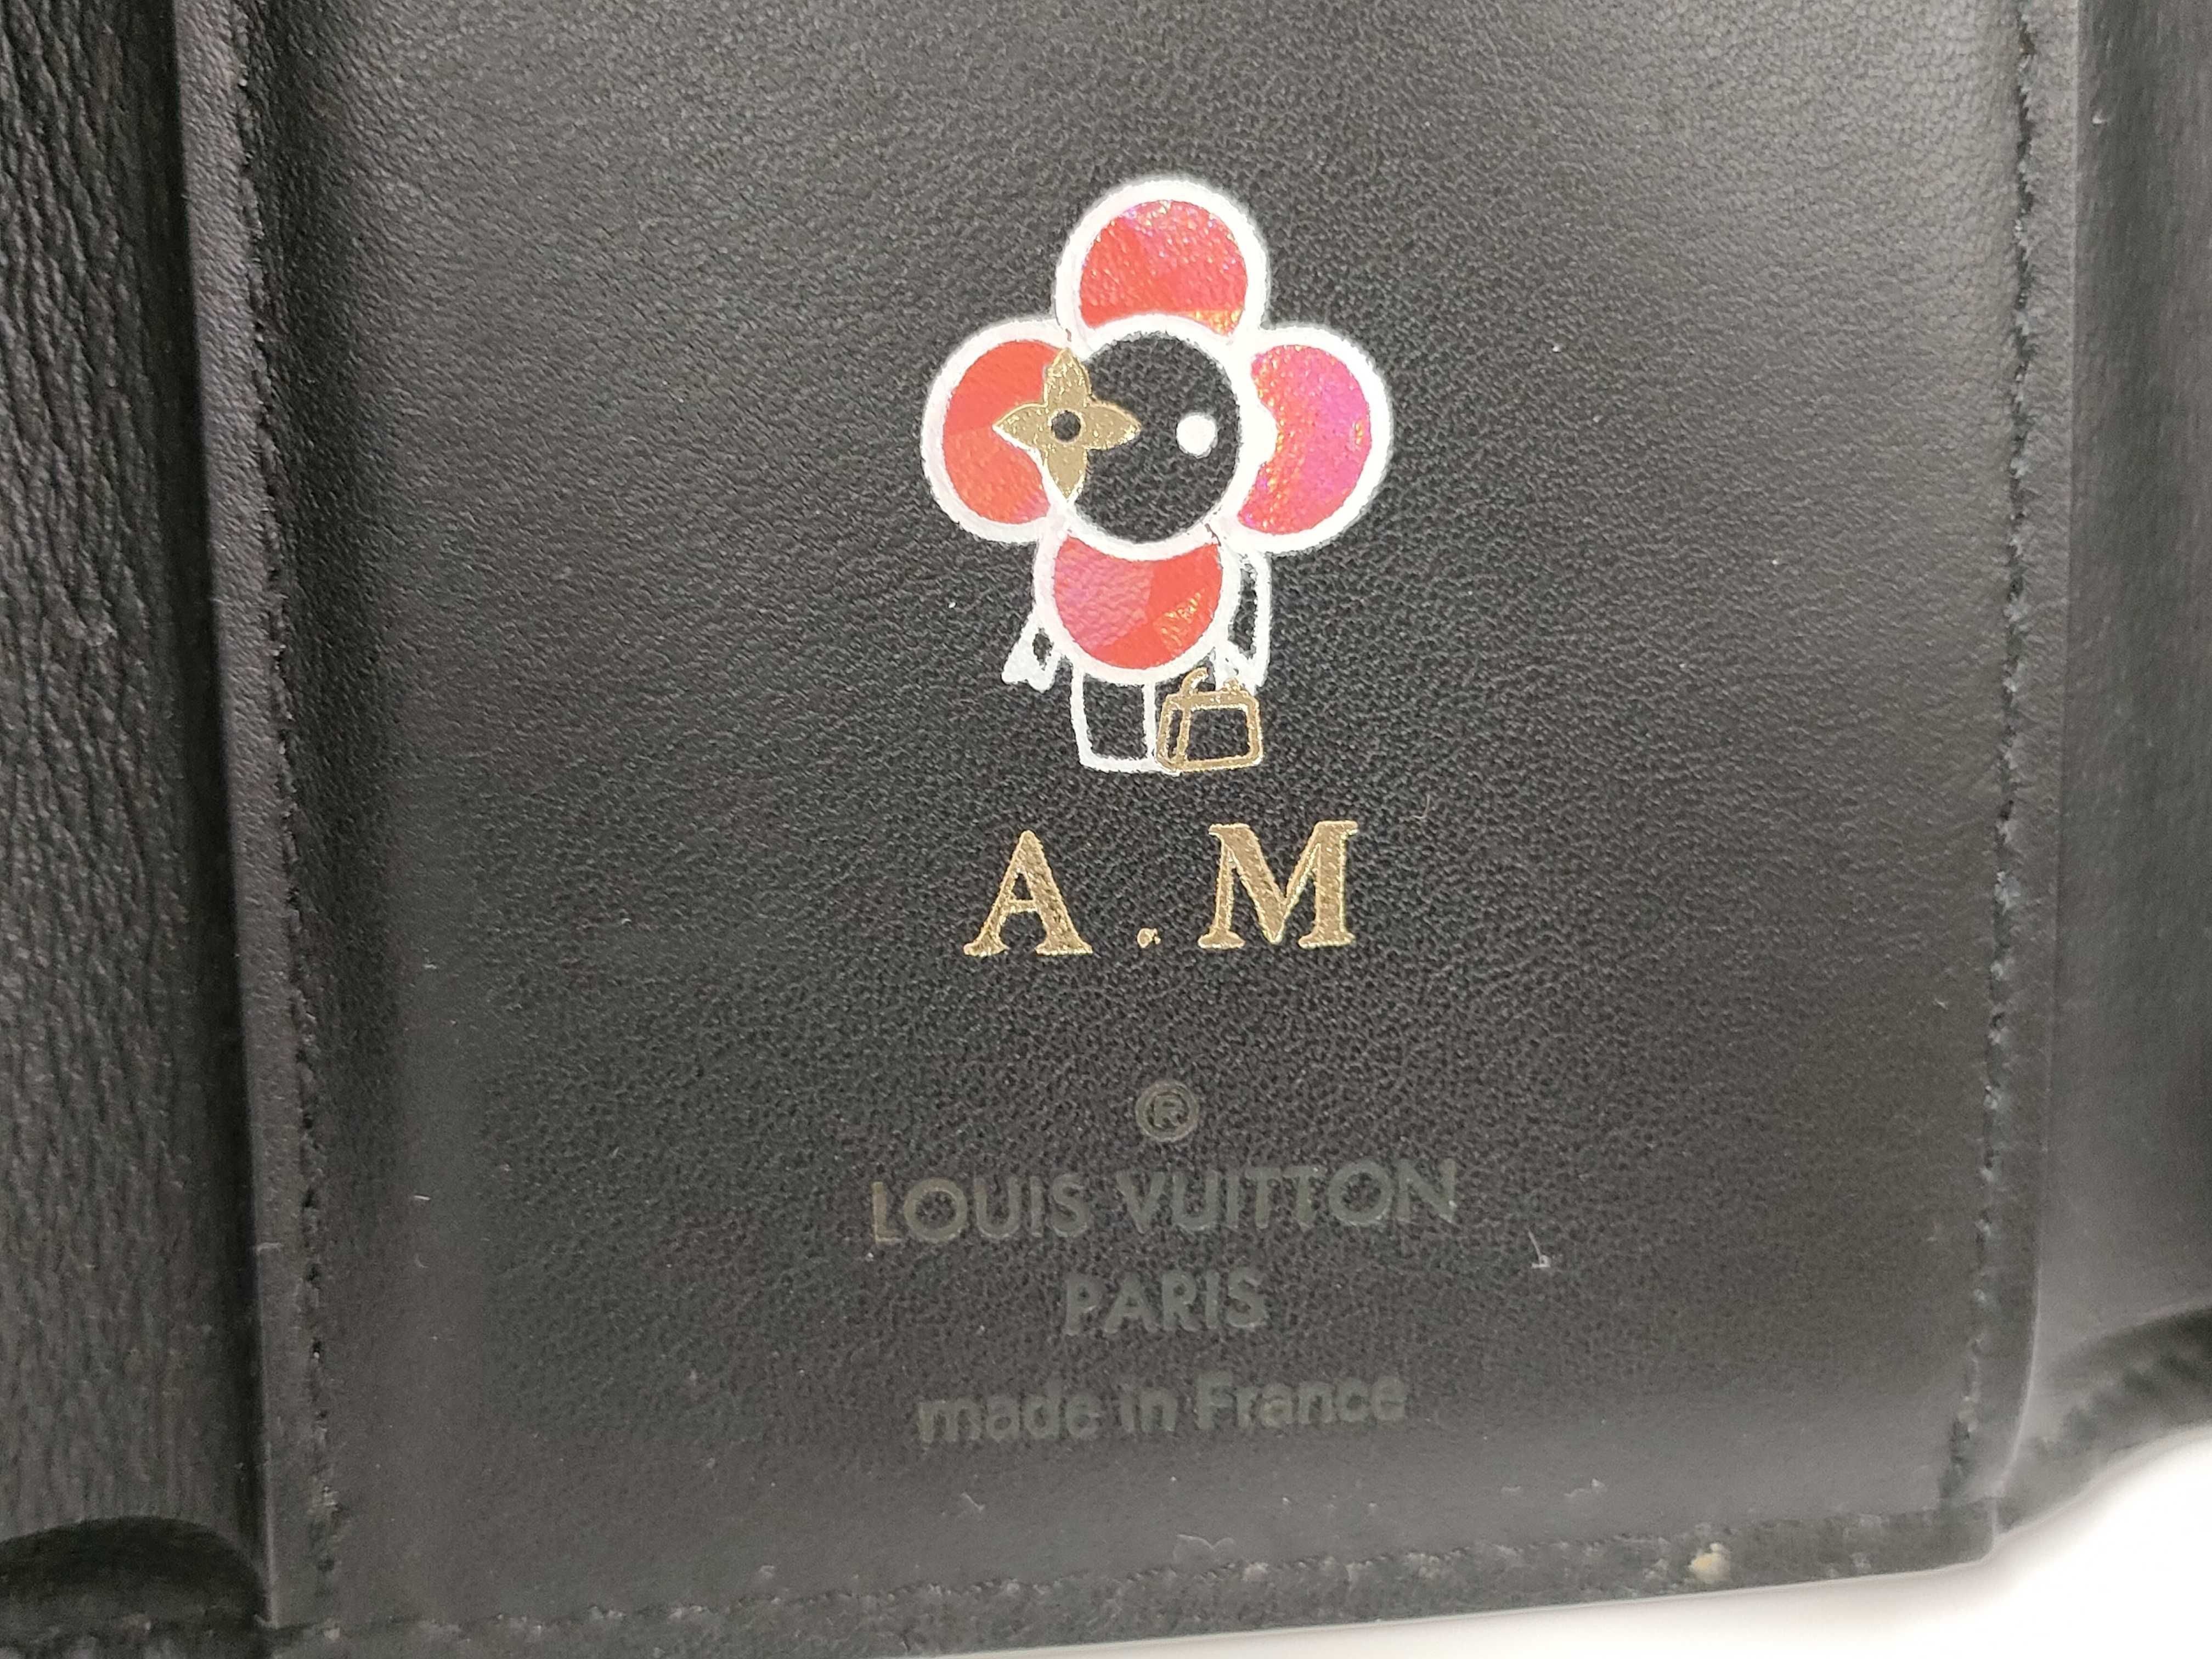 A.M
®
LOUIS VUITTON
PARIS
made in France